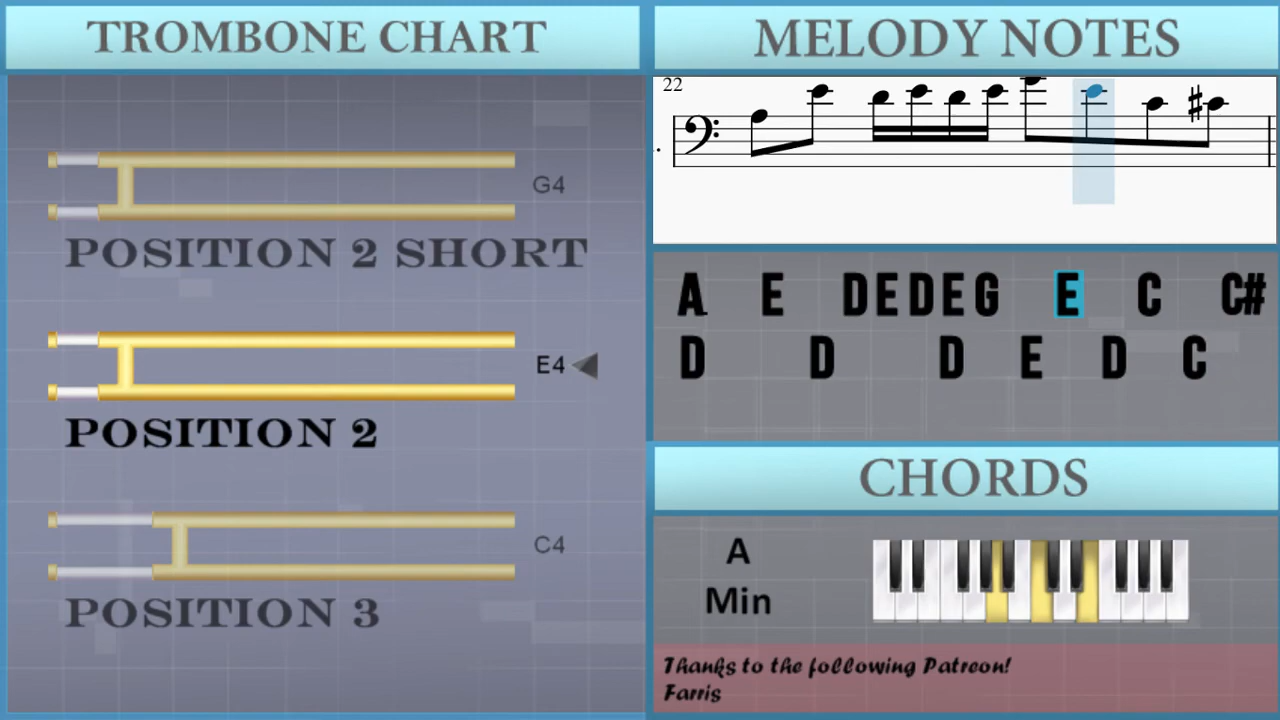 TROMBONE CHART
G4
POSITION 2 SHORT
E4
POSITION 2
C4
POSITION 3
MELODY NOTES
22
A E D E D E G E C C#
D D D E D C
CHORDS
A
Min
Thanks to the following Patreon!
Farris